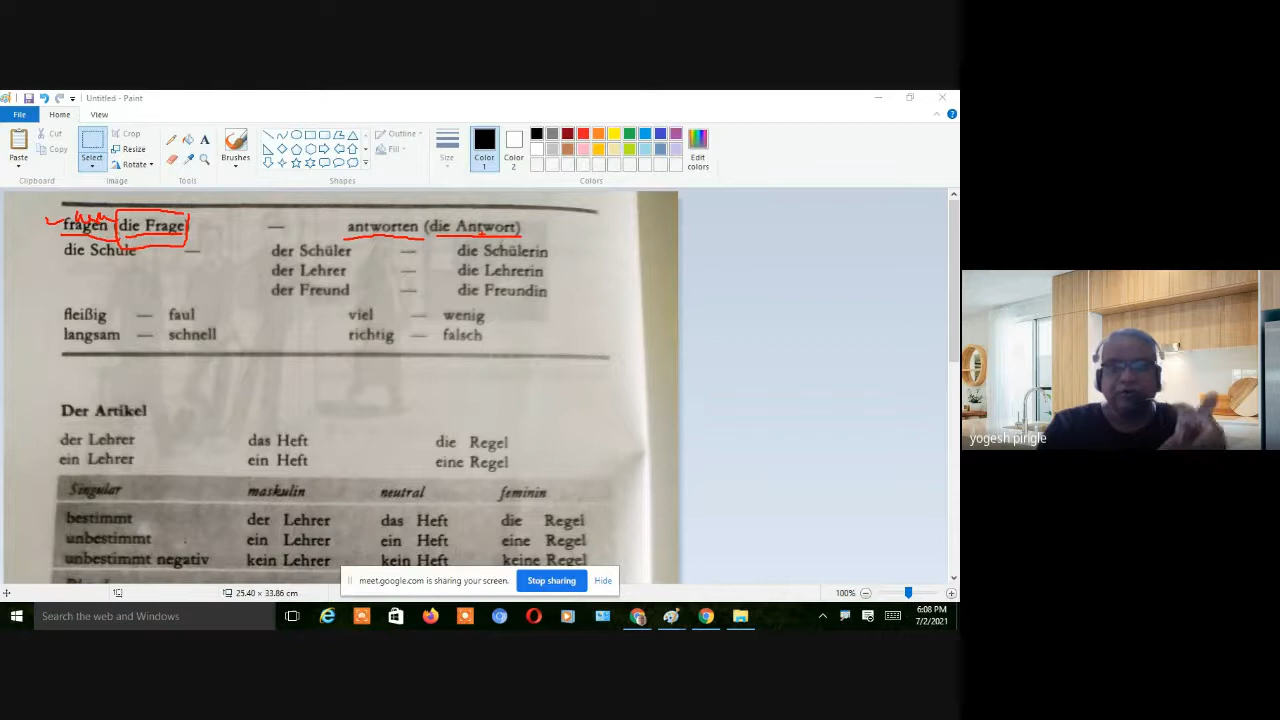 Untitled - Paint
File Home View
Paste
Cut
Copy
Select
Crop
Resize
Rotate
Brushes
Outline
Fill
Size
Color 1
Color 2
Edit colors
Clipboard Image Tools Shapes Colors
fragen (die Frage) — antworten (die Antwort)
die Schule — der Schüler — die Schülerin
der Lehrer — die Lehrerin
der Freund — die Freundin
fleißig — faul viel — wenig
langsam — schnell richtig — falsch
Der Artikel
der Lehrer das Heft die Regel
ein Lehrer ein Heft eine Regel
Singular maskulin neutral feminin
bestimmt der Lehrer das Heft die Regel
unbestimmt ein Lehrer ein Heft eine Regel
unbestimmt negativ kein Lehrer kein Heft keine Regel
yogesh pirigle
meet.google.com is sharing your screen. Stop sharing Hide
25.40 × 33.86 cm 100%
Search the web and Windows
6:08 PM
7/2/2021